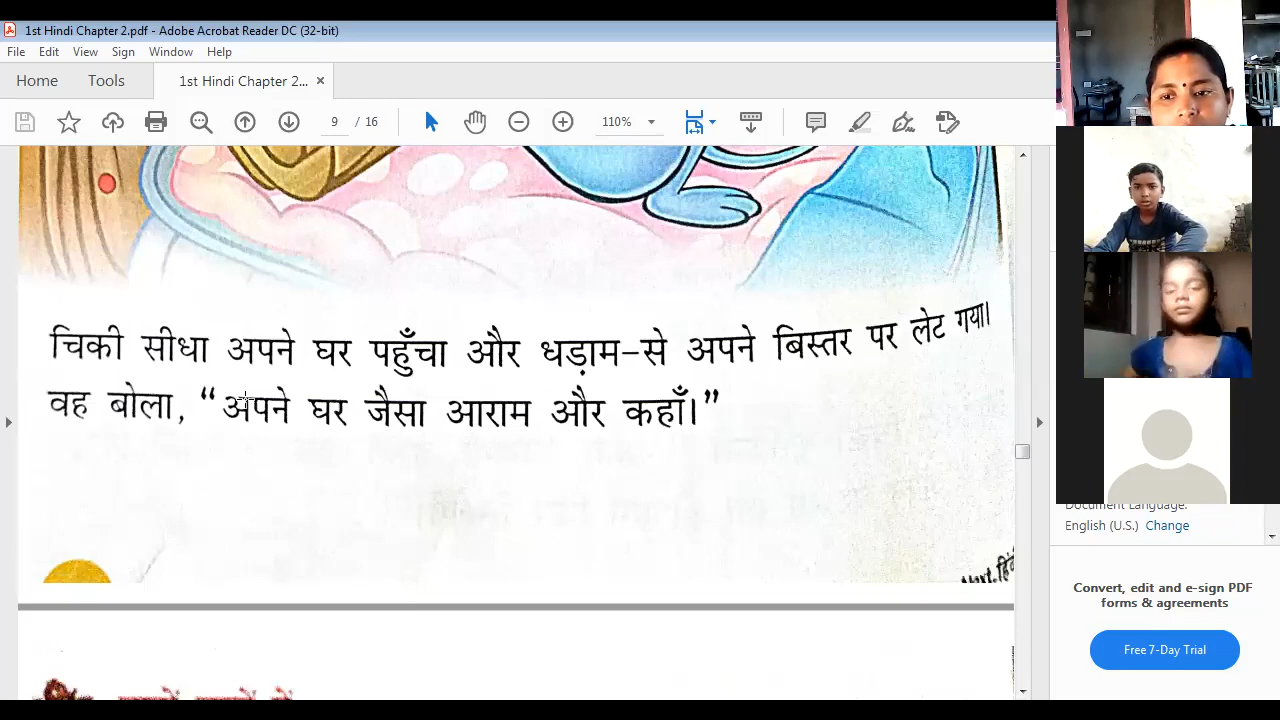 1st Hindi Chapter 2.pdf - Adobe Acrobat Reader DC (32-bit)
File Edit View Sign Window Help
Home Tools 1st Hindi Chapter 2... ×
9 / 16 110%
चिकी सीधा अपने घर पहुँचा और धड़ाम-से अपने बिस्तर पर लेट गया।
वह बोला, “अपने घर जैसा आराम और कहाँ।”
Document Language:
English (U.S.) Change
Convert, edit and e-sign PDF
forms & agreements
Free 7-Day Trial